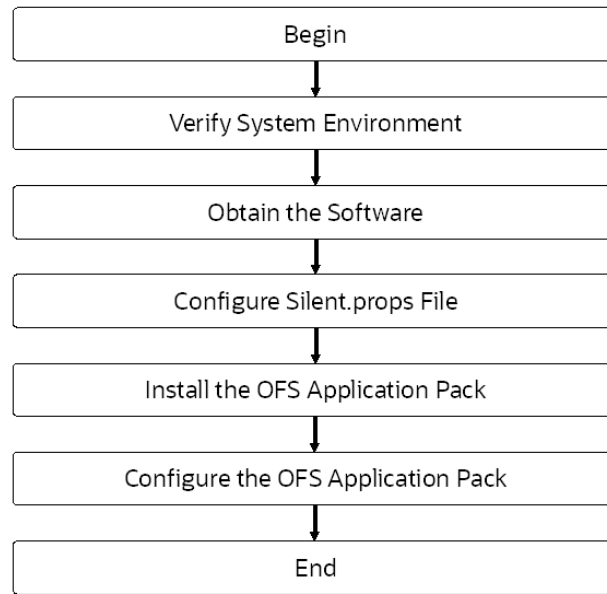 Begin
Verify System Environment
Obtain the Software
Configure Silent.props File
Install the OFS Application Pack
Configure the OFS Application Pack
End